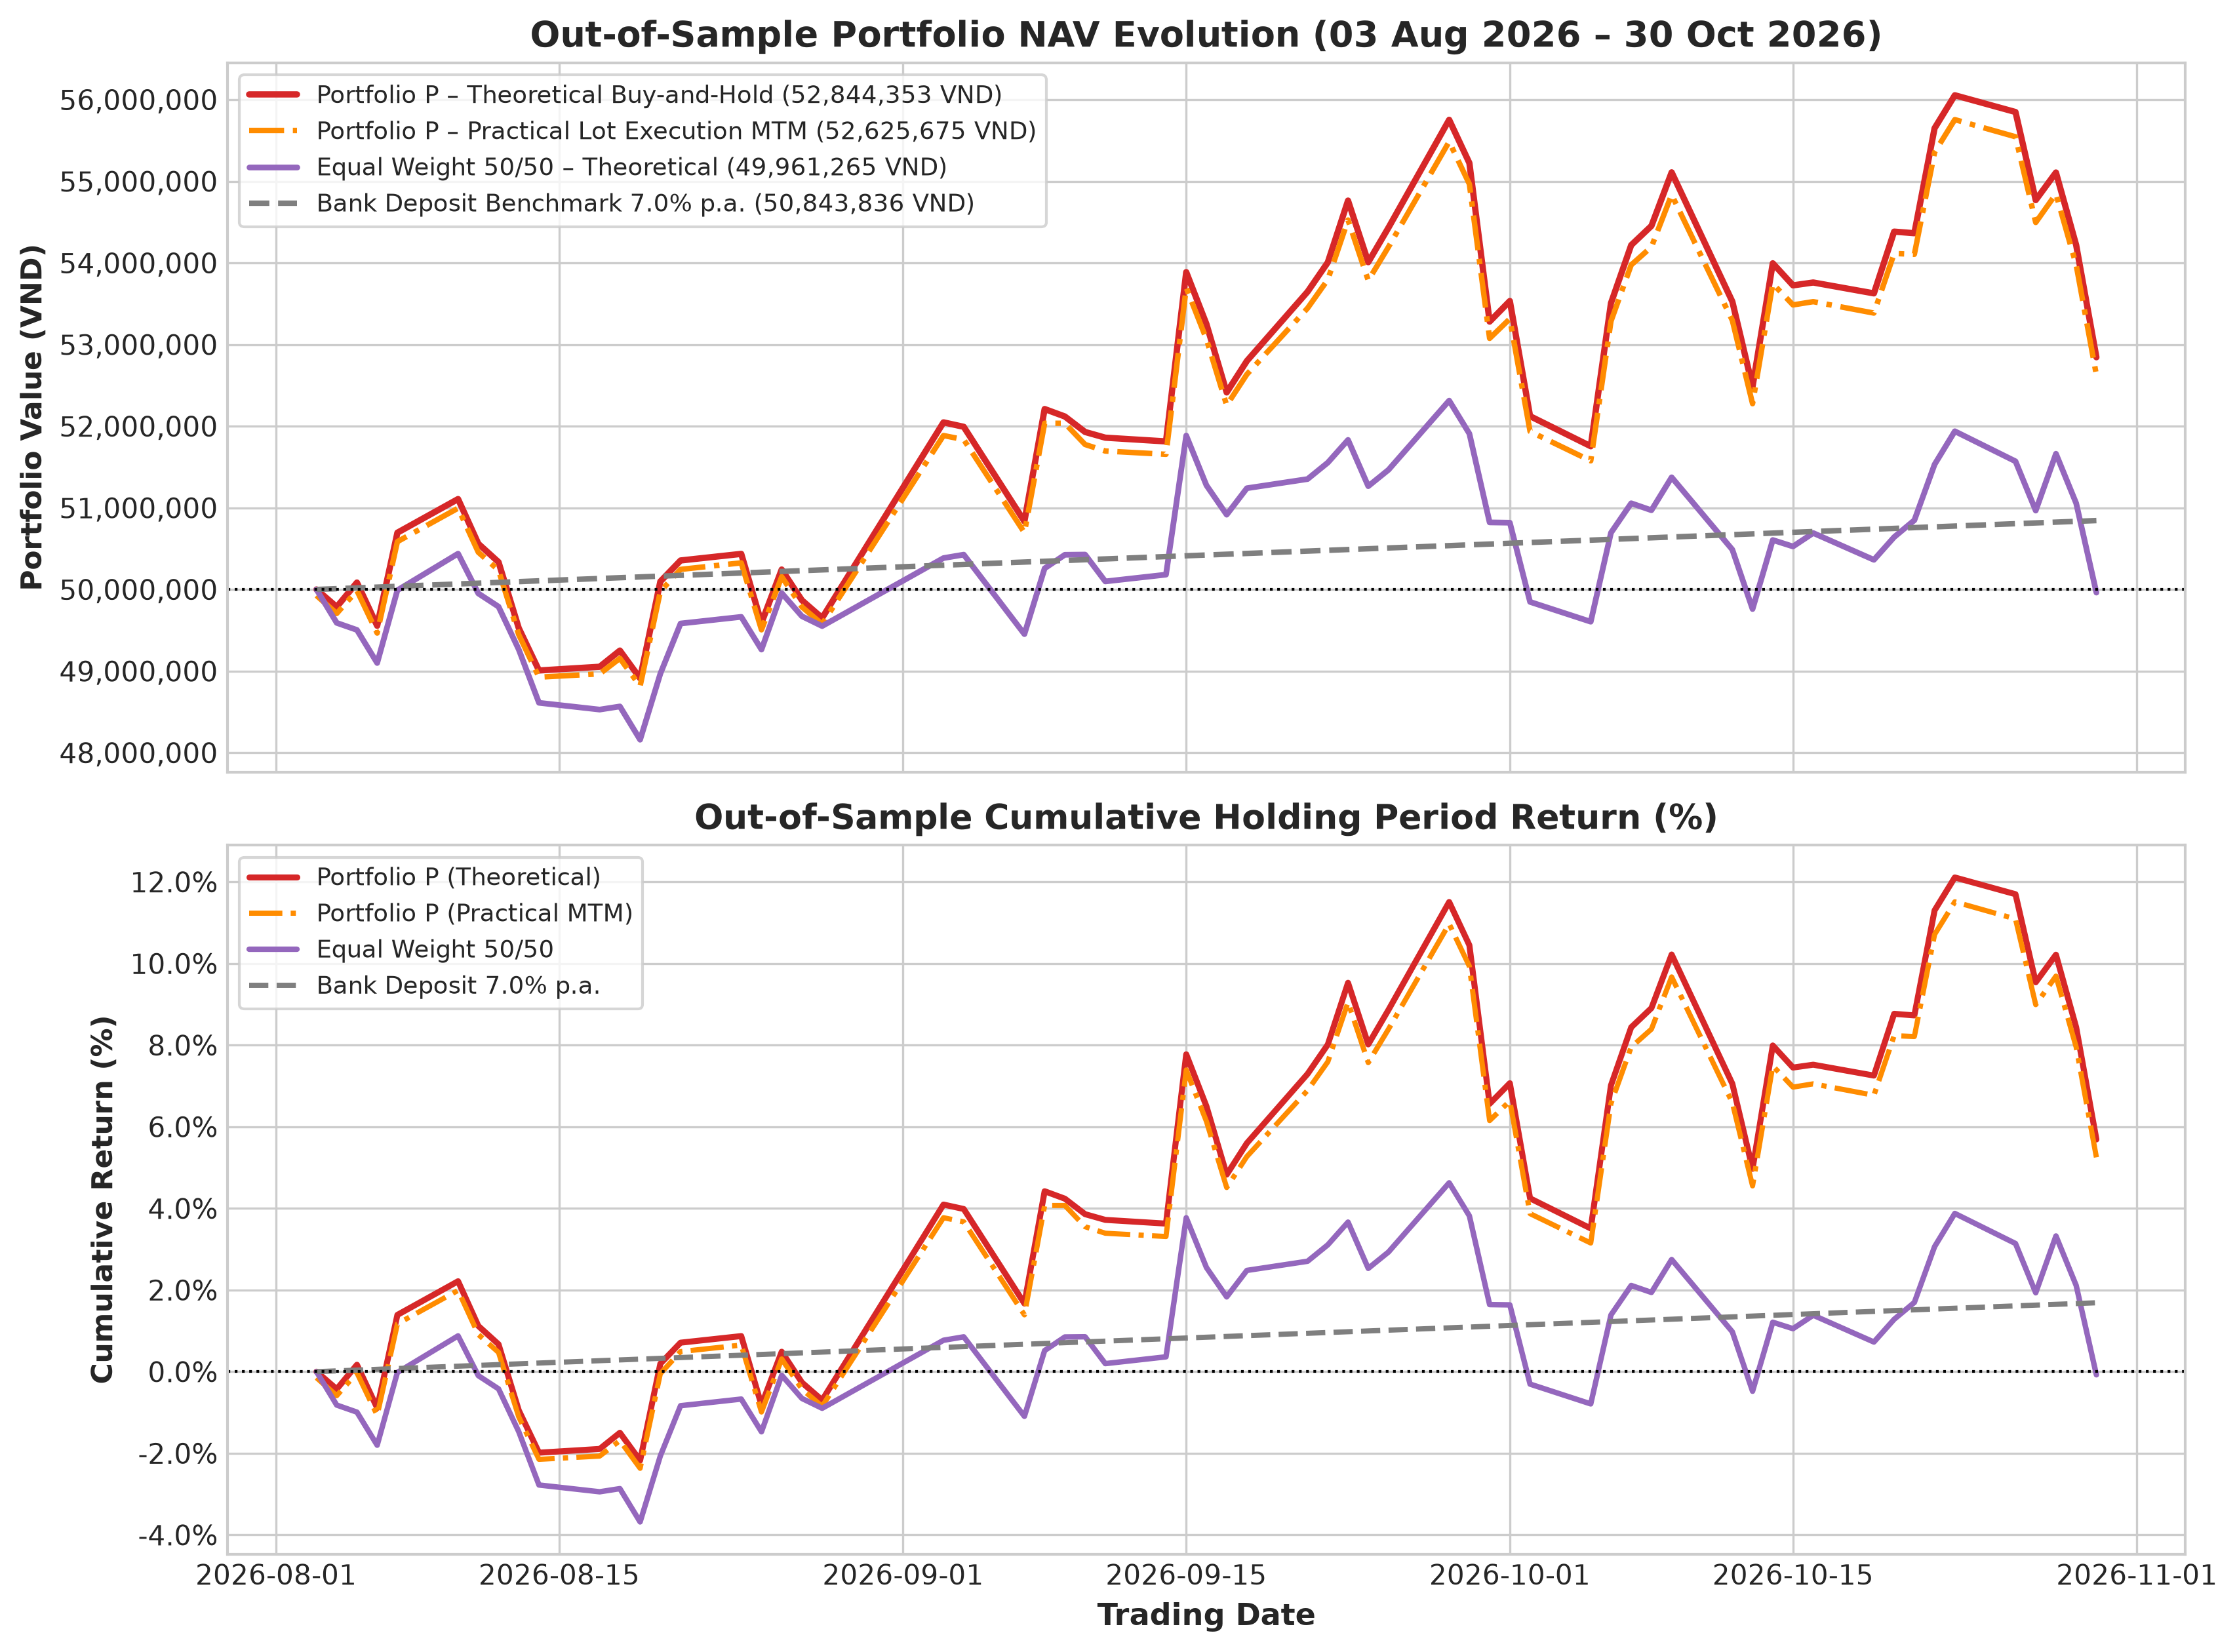 Out-of-Sample Portfolio NAV Evolution (03 Aug 2026 – 30 Oct 2026)
Portfolio P – Theoretical Buy-and-Hold (52,844,353 VND)
Portfolio P – Practical Lot Execution MTM (52,625,675 VND)
Equal Weight 50/50 – Theoretical (49,961,265 VND)
Bank Deposit Benchmark 7.0% p.a. (50,843,836 VND)
Portfolio Value (VND)
56,000,000
55,000,000
54,000,000
53,000,000
52,000,000
51,000,000
50,000,000
49,000,000
48,000,000
Out-of-Sample Cumulative Holding Period Return (%)
Portfolio P (Theoretical)
Portfolio P (Practical MTM)
Equal Weight 50/50
Bank Deposit 7.0% p.a.
Cumulative Return (%)
12.0%
10.0%
8.0%
6.0%
4.0%
2.0%
0.0%
-2.0%
-4.0%
2026-08-01
2026-08-15
2026-09-01
2026-09-15
2026-10-01
2026-10-15
2026-11-01
Trading Date